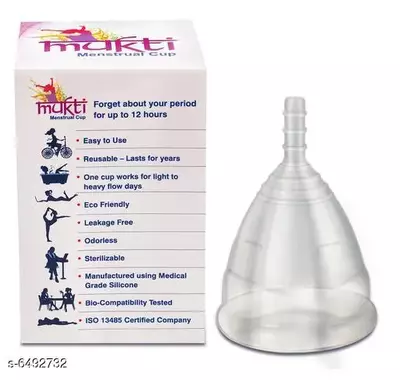 mukti
Menstrual Cup
mukti
Menstrual Cup
Forget about your period
for up to 12 hours
• Easy to Use
• Reusable – Lasts for years
• One cup works for light to
heavy flow days
• Eco Friendly
• Leakage Free
• Odorless
• Sterilizable
• Manufactured using Medical
Grade Silicone
• Bio-Compatibility Tested
• ISO 13485 Certified Company
s-6492732